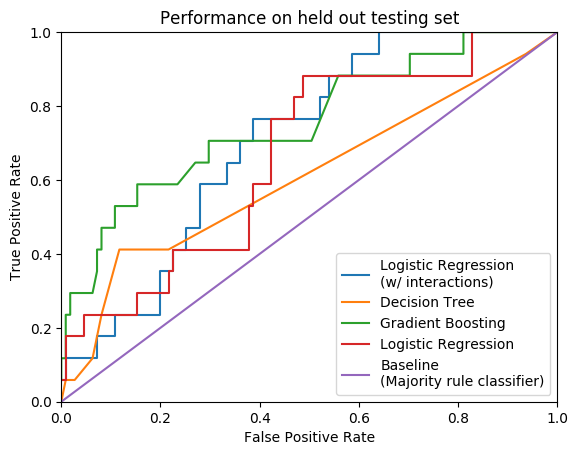 Performance on held out testing set
1.0
0.8
0.6
0.4
0.2
0.0
True Positive Rate
Logistic Regression
(w/ interactions)
Decision Tree
Gradient Boosting
Logistic Regression
Baseline
(Majority rule classifier)
0.0 0.2 0.4 0.6 0.8 1.0
False Positive Rate